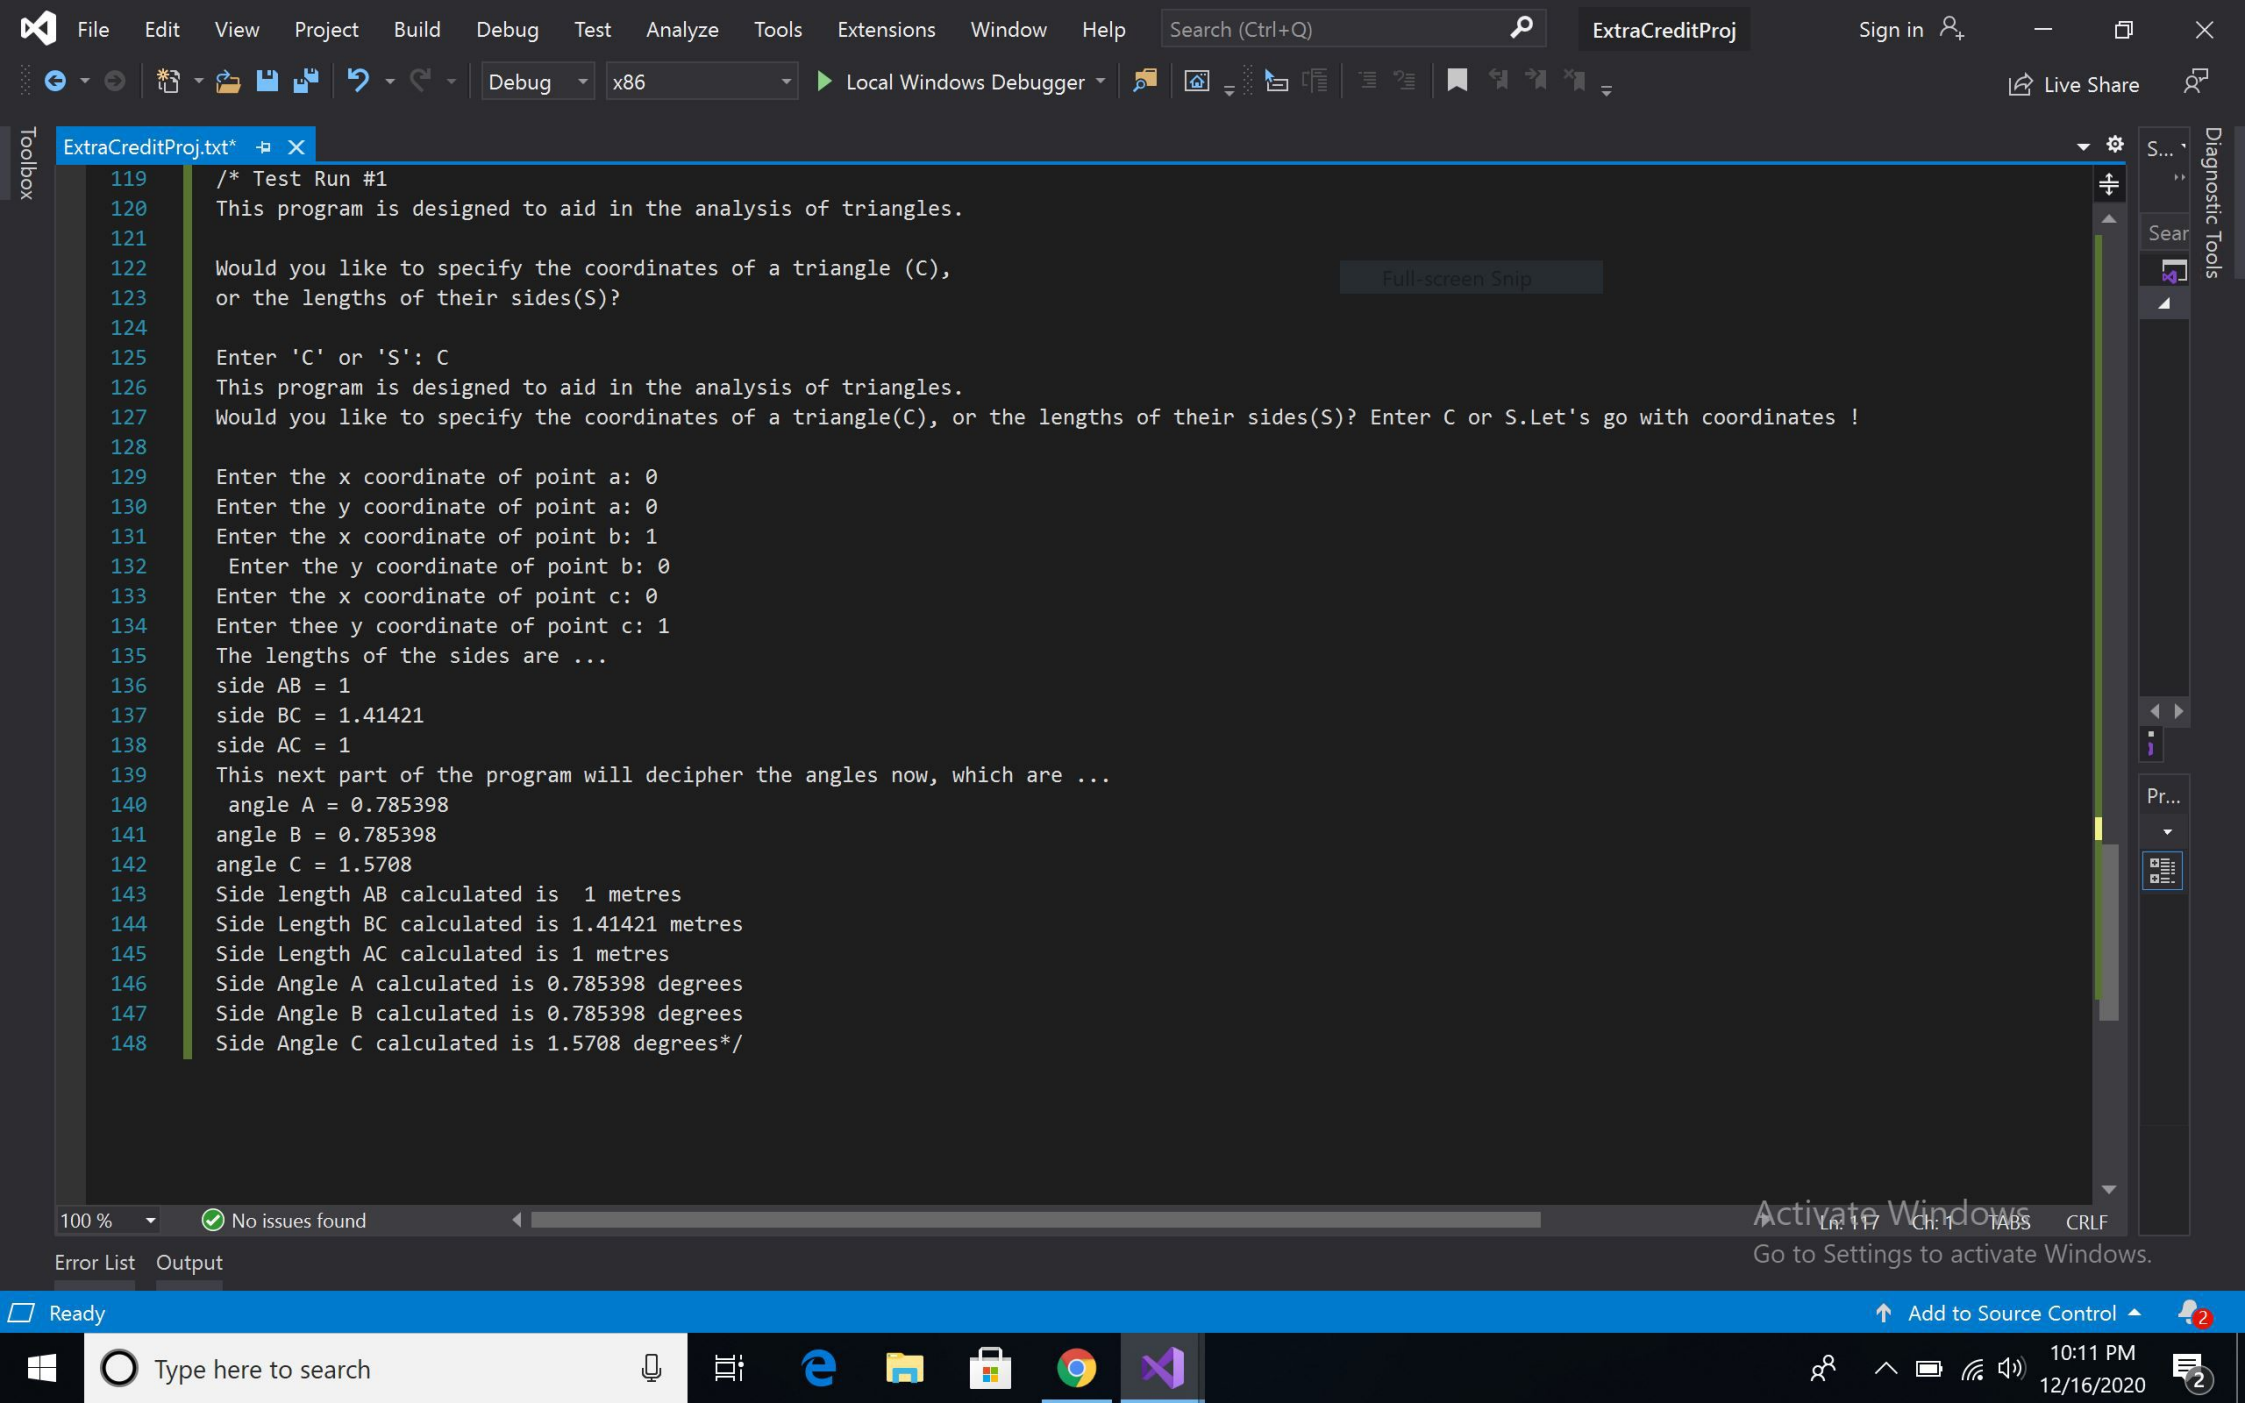 File Edit View Project Build Debug Test Analyze Tools Extensions Window Help Search (Ctrl+Q) ExtraCreditProj Sign in
Debug x86 Local Windows Debugger Live Share
Toolbox
ExtraCreditProj.txt* S...
Diagnostic Tools
Sear
119 /* Test Run #1
120 This program is designed to aid in the analysis of triangles.
121
122 Would you like to specify the coordinates of a triangle (C),
Full-screen Snip
123 or the lengths of their sides(S)?
124
125 Enter 'C' or 'S': C
126 This program is designed to aid in the analysis of triangles.
127 Would you like to specify the coordinates of a triangle(C), or the lengths of their sides(S)? Enter C or S.Let's go with coordinates !
128
129 Enter the x coordinate of point a: 0
130 Enter the y coordinate of point a: 0
131 Enter the x coordinate of point b: 1
132 Enter the y coordinate of point b: 0
133 Enter the x coordinate of point c: 0
134 Enter thee y coordinate of point c: 1
135 The lengths of the sides are ...
136 side AB = 1
137 side BC = 1.41421
138 side AC = 1
139 This next part of the program will decipher the angles now, which are ...
140 angle A = 0.785398
141 angle B = 0.785398
142 angle C = 1.5708
143 Side length AB calculated is  1 metres
144 Side Length BC calculated is 1.41421 metres
145 Side Length AC calculated is 1 metres
146 Side Angle A calculated is 0.785398 degrees
147 Side Angle B calculated is 0.785398 degrees
148 Side Angle C calculated is 1.5708 degrees*/
Pr...
100 % No issues found Ln: 117 Ch: 1 TABS CRLF
Activate Windows
Go to Settings to activate Windows.
Error List Output
Ready Add to Source Control 2
Type here to search
10:11 PM
12/16/2020
2